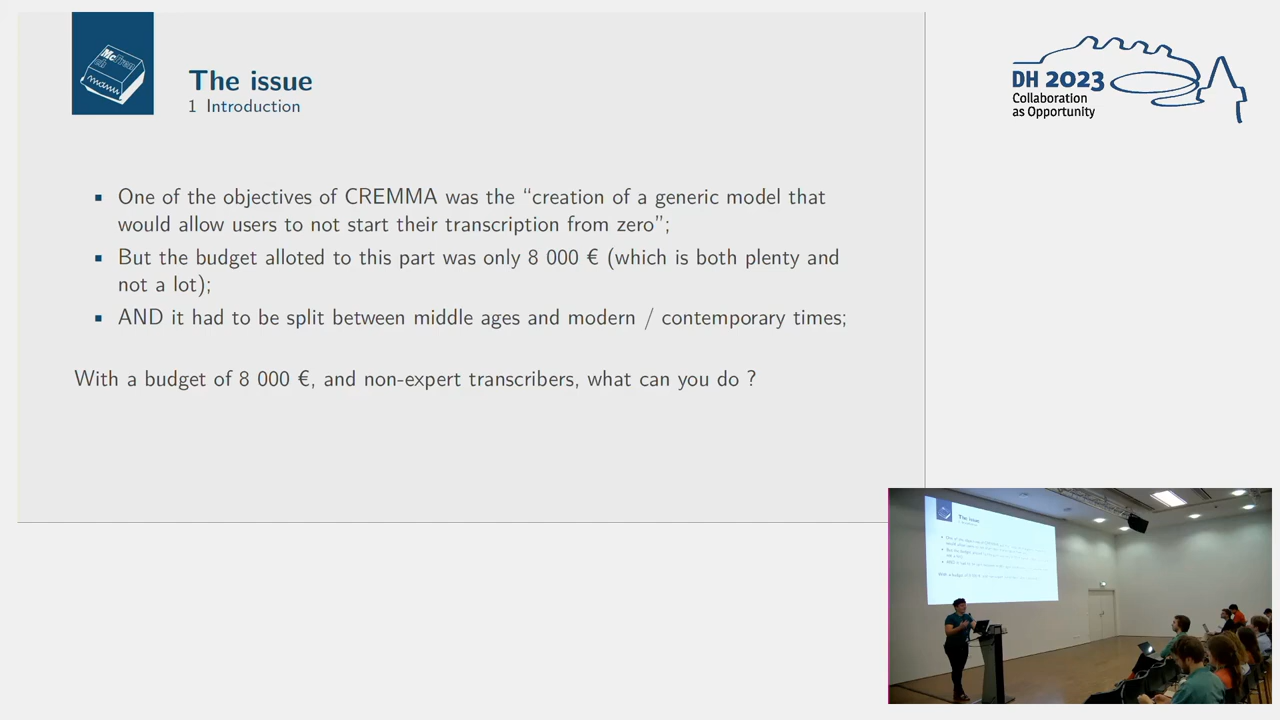 The issue
1 Introduction
▪ One of the objectives of CREMMA was the “creation of a generic model that
would allow users to not start their transcription from zero”;
▪ But the budget alloted to this part was only 8 000 € (which is both plenty and
not a lot);
▪ AND it had to be split between middle ages and modern / contemporary times;
With a budget of 8 000 €, and non-expert transcribers, what can you do ?
DH 2023
Collaboration
as Opportunity
The issue